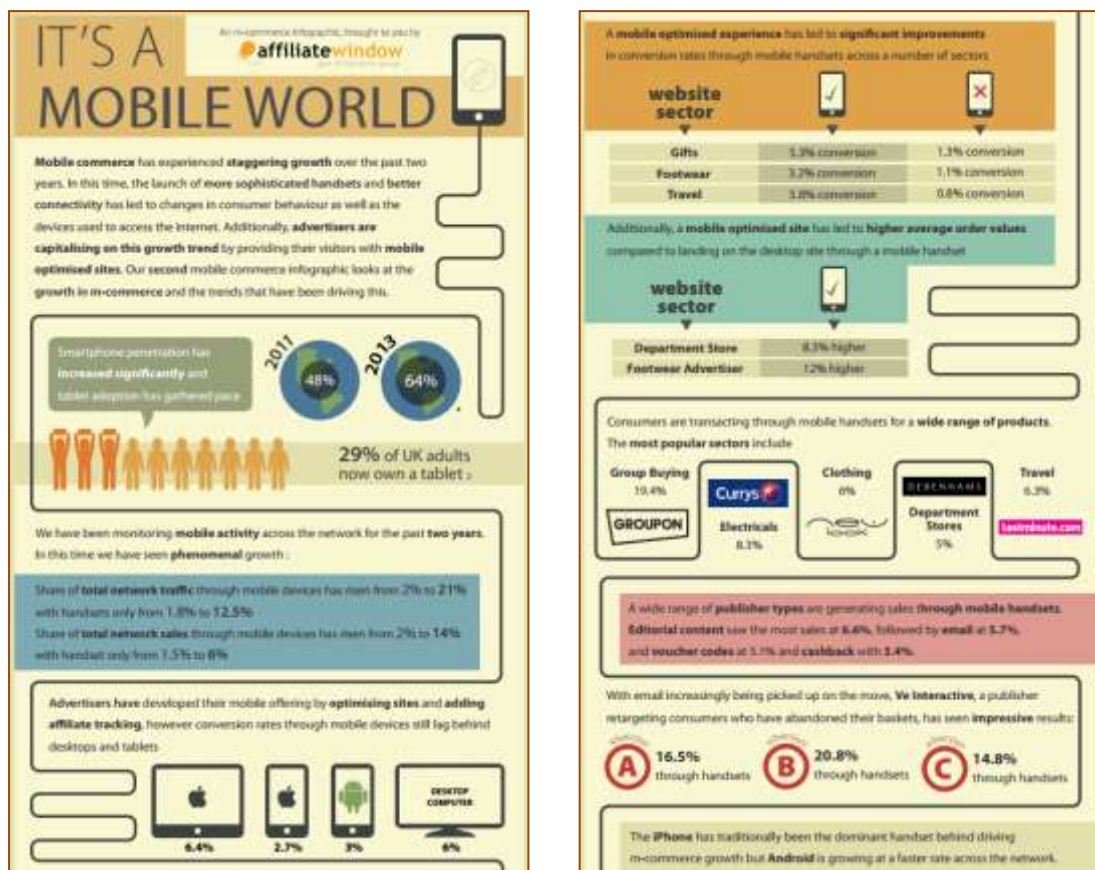 IT'S A
An m-commerce infographic, brought to you by
affiliatewindow
MOBILE WORLD
Mobile commerce has experienced staggering growth over the past two
years. In this time, the launch of more sophisticated handsets and better
connectivity has led to changes in consumer behaviour as well as the
devices used to access the internet. Additionally, advertisers are
capitalising on this growth trend by providing their visitors with mobile
optimised sites. Our second mobile commerce infographic looks at the
growth in m-commerce and the trends that have been driving this.
Smartphone penetration has
increased significantly and
tablet adoption has gathered pace
2011
48%
2013
64%
29% of UK adults
now own a tablet >
We have been monitoring mobile activity across the network for the past two years.
In this time we have seen phenomenal growth :
Share of total network traffic through mobile devices has risen from 2% to 21%
with handsets only from 1.8% to 12.5%
Share of total network sales through mobile devices has risen from 2% to 14%
with handset only from 1.5% to 6%
Advertisers have developed their mobile offering by optimising sites and adding
affiliate tracking, however conversion rates through mobile devices still lag behind
desktops and tablets
DESKTOP
COMPUTER
6.4% 2.7% 3% 6%
A mobile optimised experience has led to significant improvements
in conversion rates through mobile handsets across a number of sectors
website
sector
Gifts 5.3% conversion 1.3% conversion
Footwear 3.2% conversion 1.1% conversion
Travel 3.8% conversion 0.8% conversion
Additionally, a mobile optimised site has led to higher average order values
compared to landing on the desktop site through a mobile handset
website
sector
Department Store 8.3% higher
Footwear Advertiser 12% higher
Consumers are transacting through mobile handsets for a wide range of products.
The most popular sectors include
Group Buying
19.4%
GROUPON
Currys
Electricals
8.3%
Clothing
6%
DEBENHAMS
Department
Stores
5%
Travel
6.3%
lastminute.com
A wide range of publisher types are generating sales through mobile handsets.
Editorial content saw the most sales at 6.6%, followed by email at 5.7%,
and voucher codes at 5.1% and cashback with 3.4%.
With email increasingly being picked up on the move, Ve Interactive, a publisher
retargeting consumers who have abandoned their baskets, has seen impressive results:
A 16.5%
through handsets
B 20.8%
through handsets
C 14.8%
through handsets
The iPhone has traditionally been the dominant handset behind driving
m-commerce growth but Android is growing at a faster rate across the network.